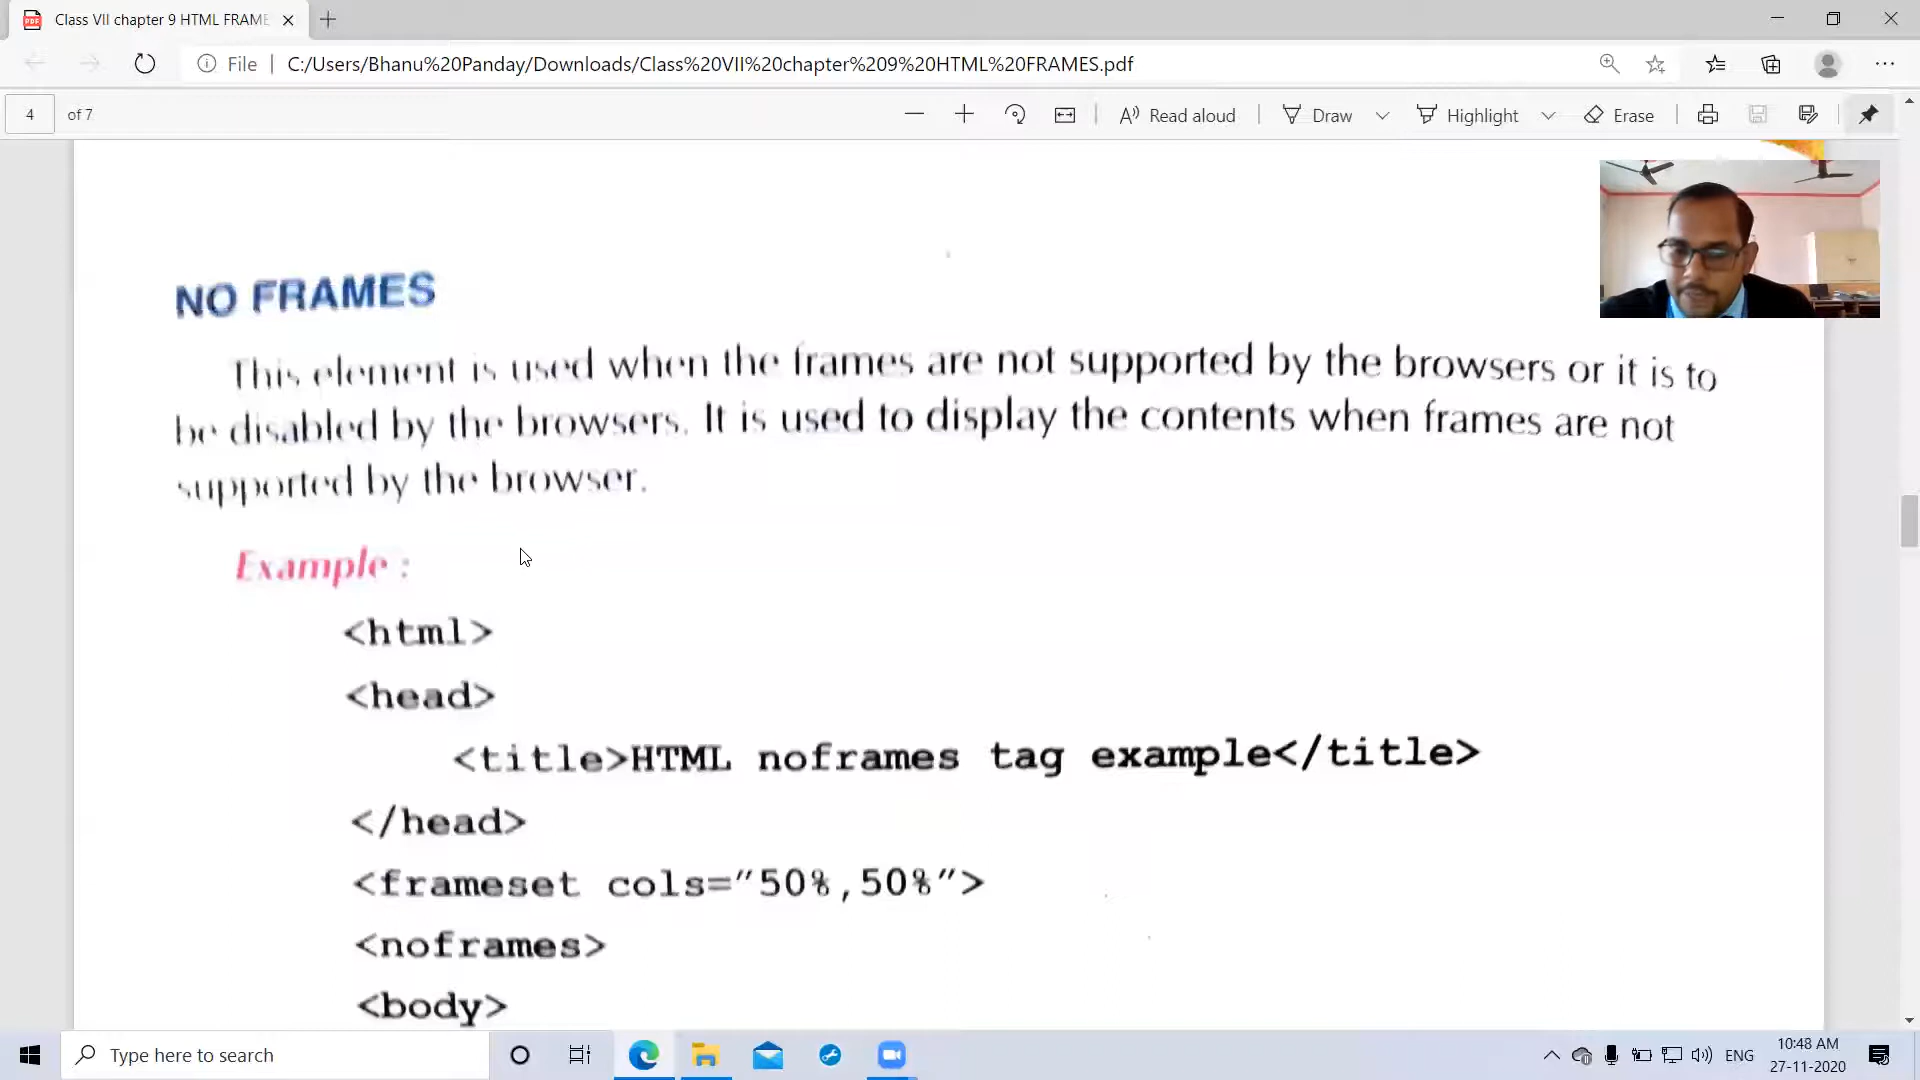 Class VII chapter 9 HTML FRAME
File
C:/Users/Bhanu%20Panday/Downloads/Class%20VII%20chapter%209%20HTML%20FRAMES.pdf
4 of 7
Read aloud
Draw
Highlight
Erase
NO FRAMES
This element is used when the frames are not supported by the browsers or it is to
be disabled by the browsers. It is used to display the contents when frames are not
supported by the browser.
Example :
<html>
<head>
<title>HTML noframes tag example</title>
</head>
<frameset cols="50%,50%">
<noframes>
<body>
Type here to search
ENG
10:48 AM
27-11-2020